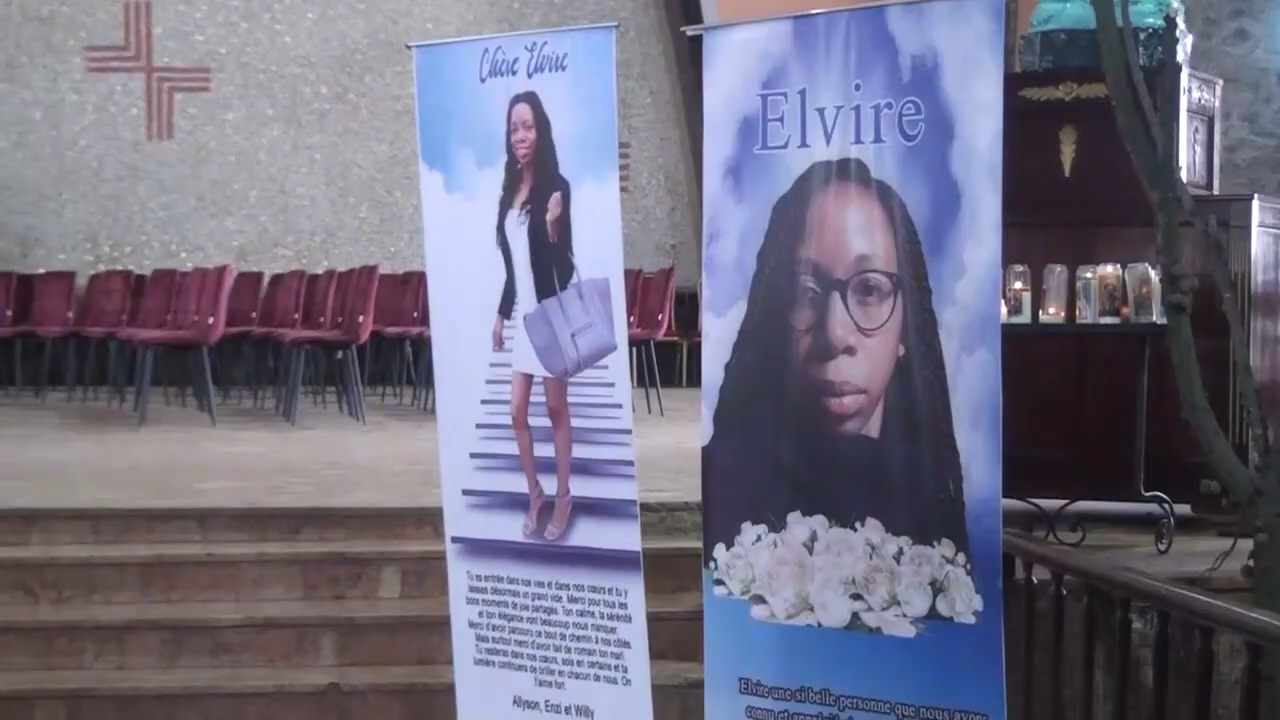 Chère Elvire
Tu es entrée dans nos vies et dans nos cœurs et tu y
laisses désormais un grand vide. Merci pour tous les
bons moments de joie partagés. Ton calme, ta sérénité
et ton élégance vont beaucoup nous manquer.
Merci d'avoir parcouru ce bout de chemin à nos côtés.
Mais surtout merci d'avoir fait de romain ton mari.
Tu resteras dans nos cœurs, sois en certaine et ta
lumière continuera de briller en chacun de nous. On
t'aime fort.
Allyson, Enzi et Willy
Elvire
Elvire une si belle personne que nous avons
connu et